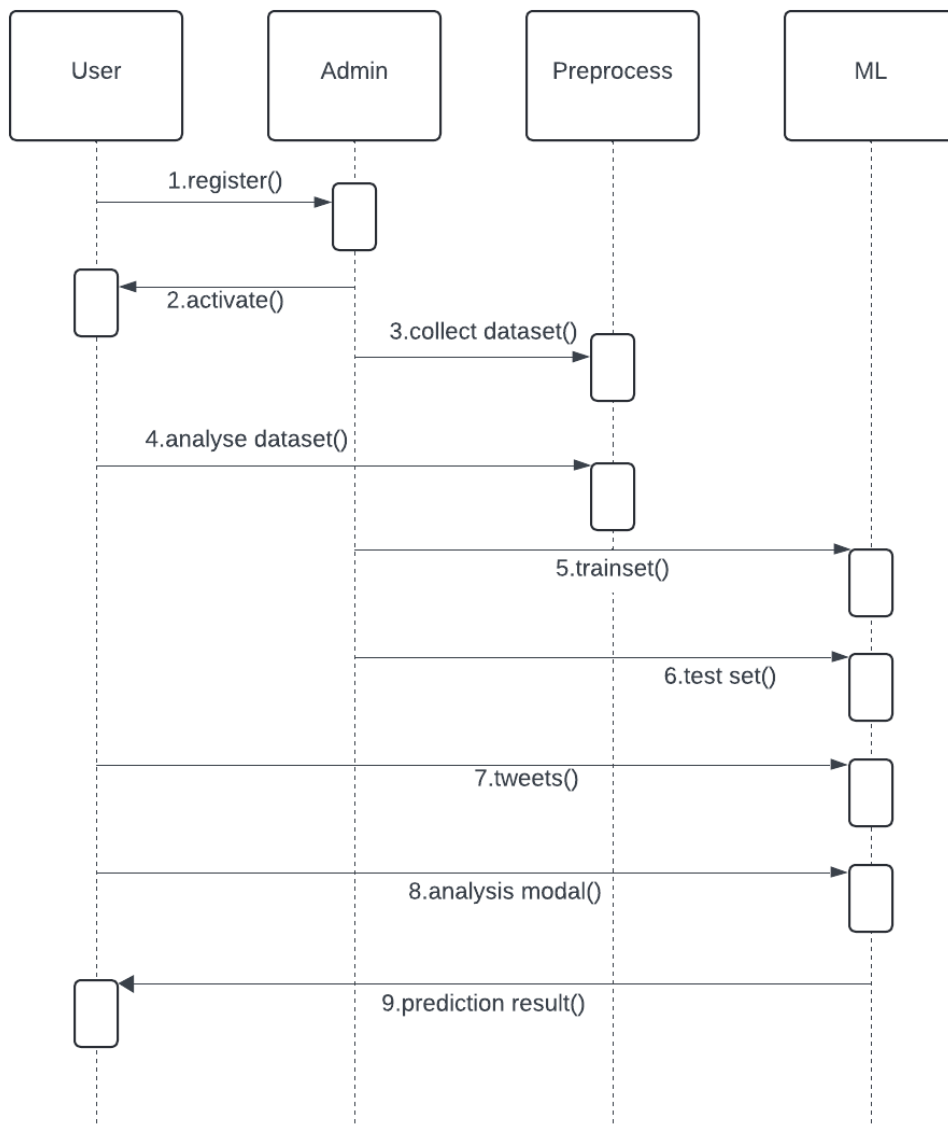 User
Admin
Preprocess
ML
1.register()
2.activate()
3.collect dataset()
4.analyse dataset()
5.trainset()
6.test set()
7.tweets()
8.analysis modal()
9.prediction result()